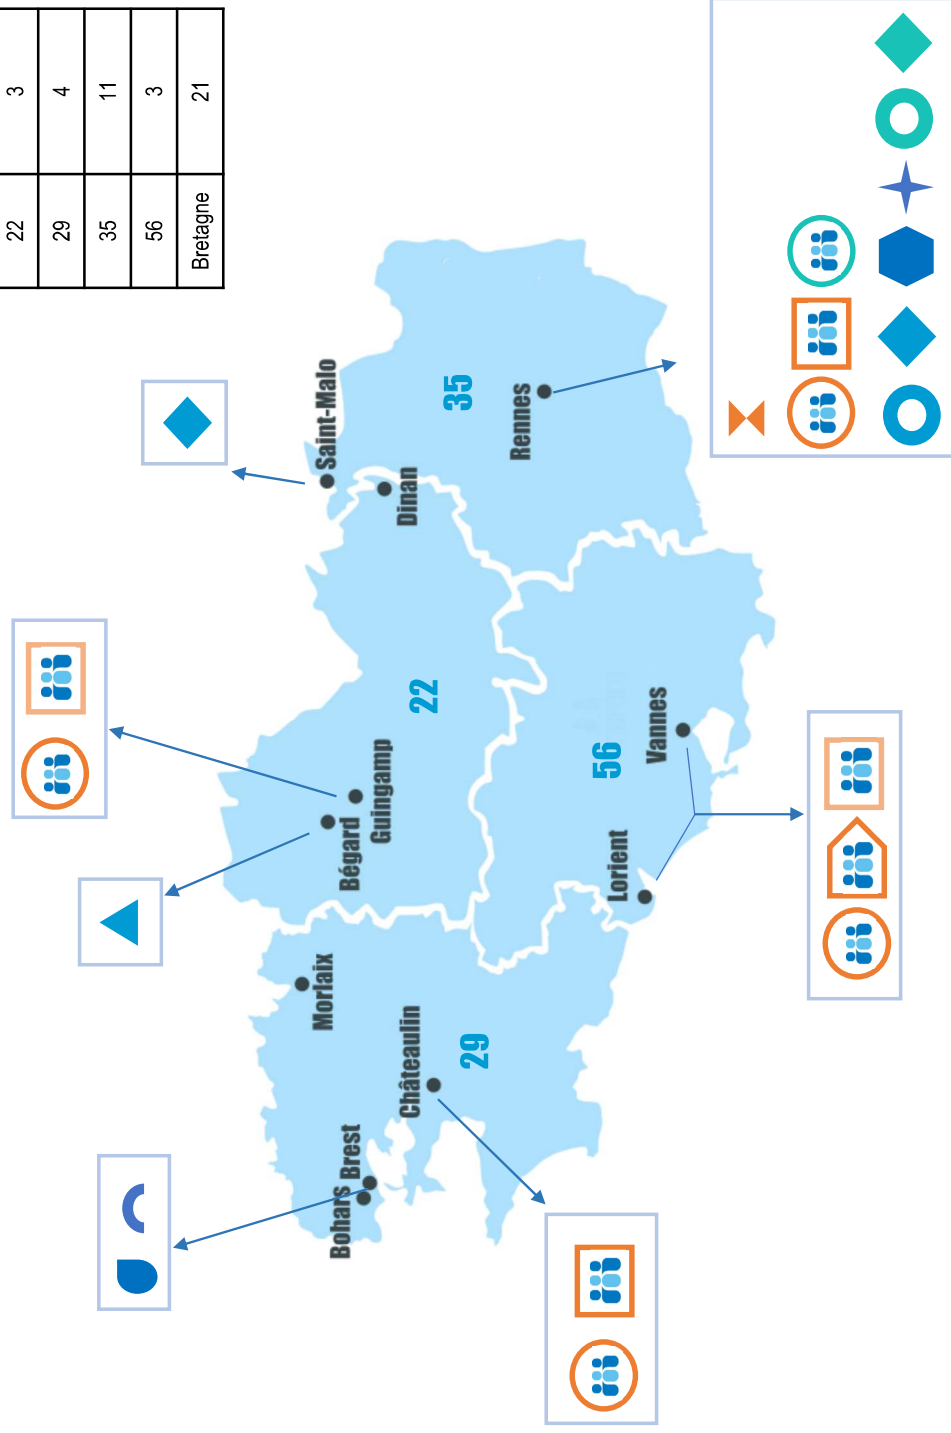 22 3
29 4
35 11
56 3
Bretagne 21
Morlaix
Saint-Malo
Bohars
Brest
Bégard
Guingamp
Dinan
Châteaulin
22
35
29
Rennes
56
Lorient
Vannes